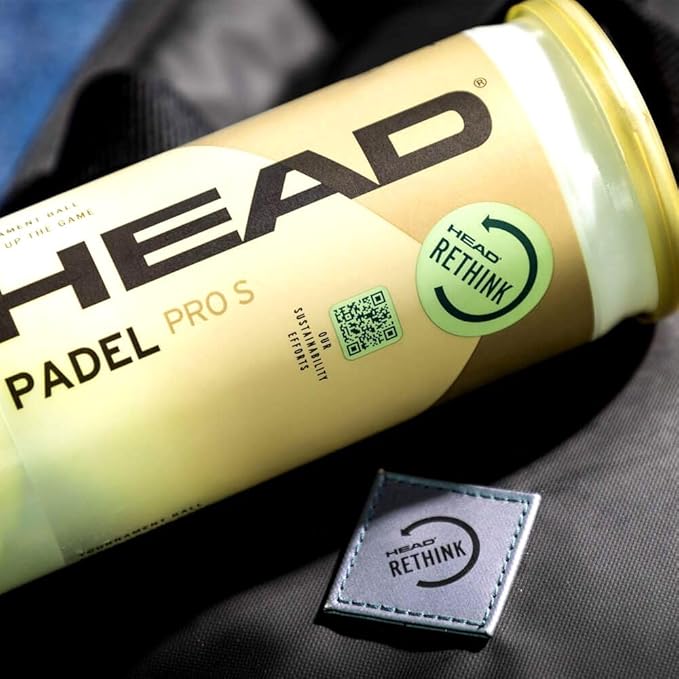 HEAD®
PADEL PRO S
UP THE GAME
OUR
SUSTAINABILITY
EFFORTS
HEAD
RETHINK
TOURNAMENT BALL
HEAD
RETHINK